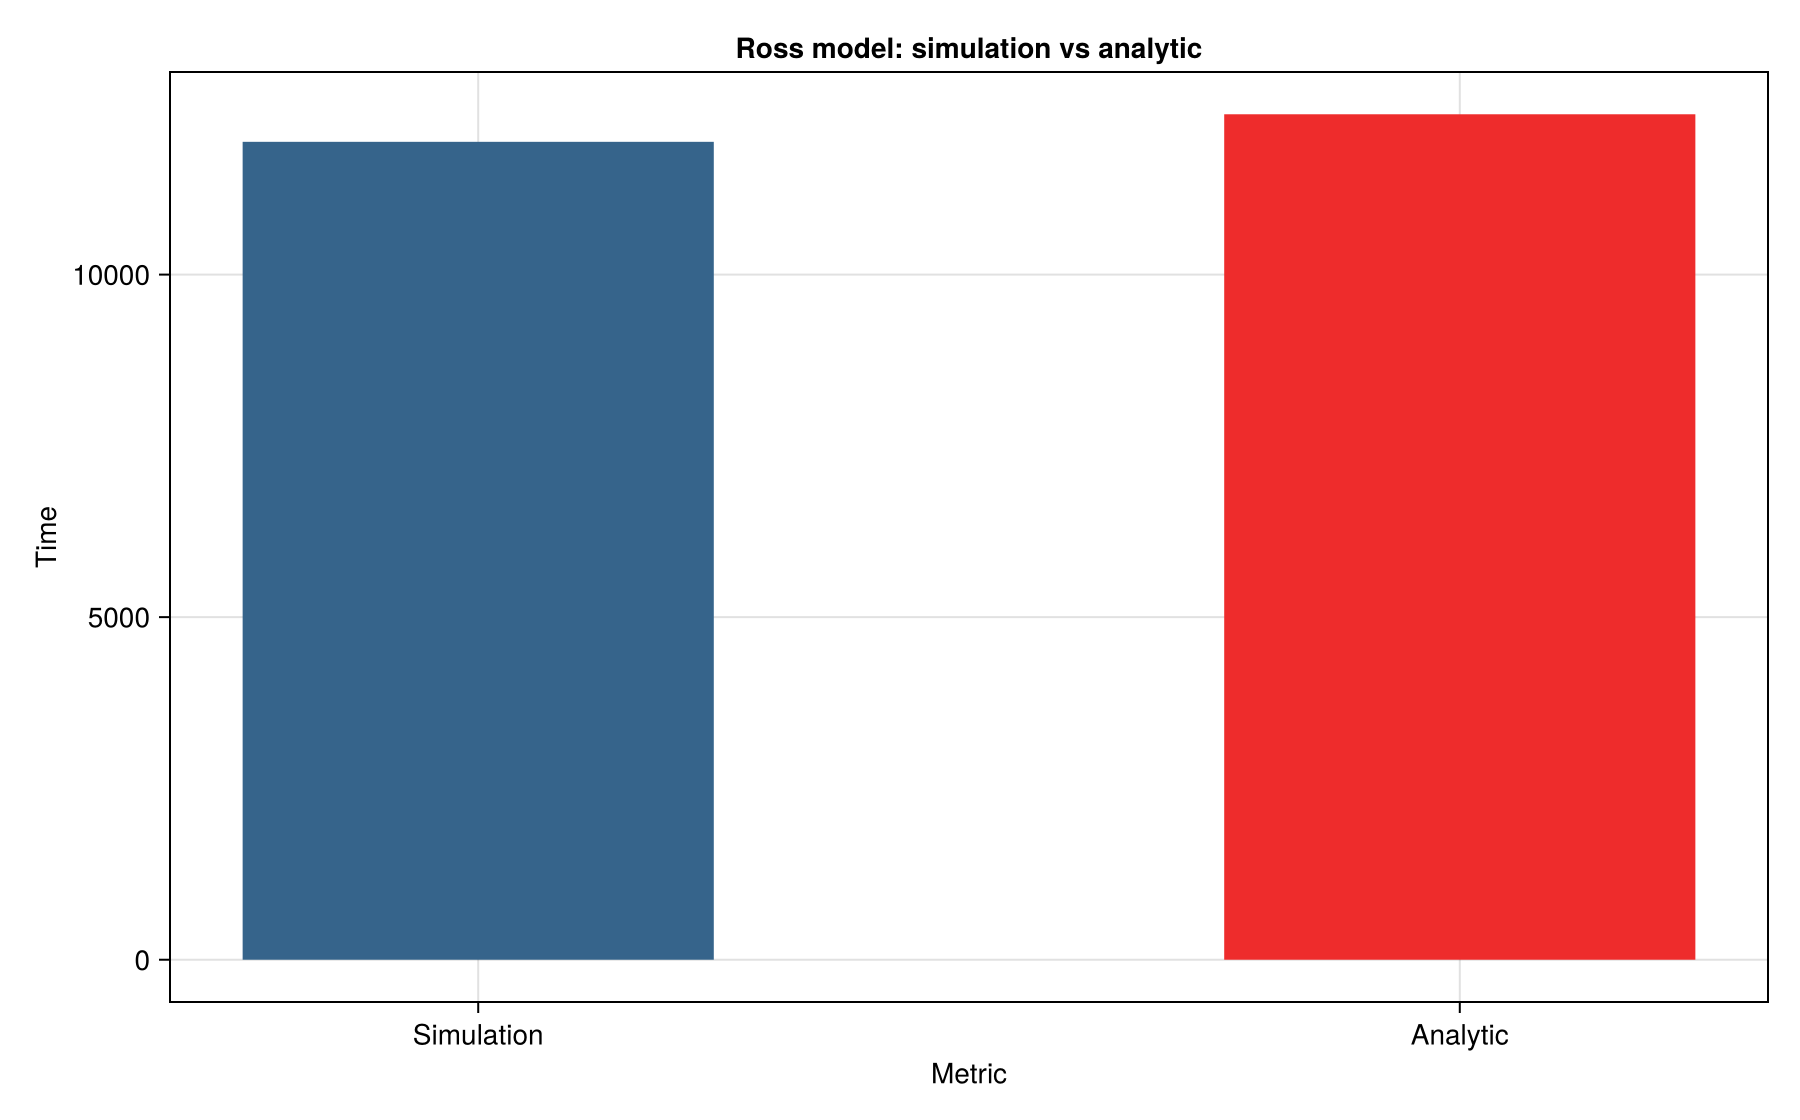 Ross model: simulation vs analytic
Time
10000
5000
0
Simulation
Analytic
Metric